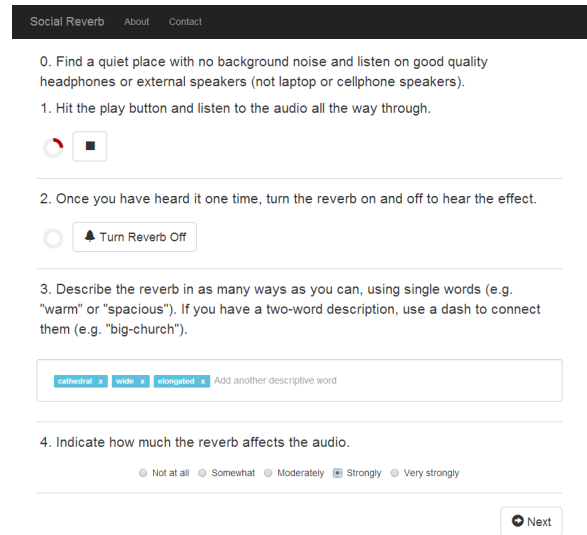 Social Reverb About Contact
0. Find a quiet place with no background noise and listen on good quality
headphones or external speakers (not laptop or cellphone speakers).
1. Hit the play button and listen to the audio all the way through.
2. Once you have heard it one time, turn the reverb on and off to hear the effect.
Turn Reverb Off
3. Describe the reverb in as many ways as you can, using single words (e.g.
"warm" or "spacious"). If you have a two-word description, use a dash to connect
them (e.g. "big-church").
cathedral x wide x elongated x Add another descriptive word
4. Indicate how much the reverb affects the audio.
Not at all Somewhat Moderately Strongly Very strongly
Next